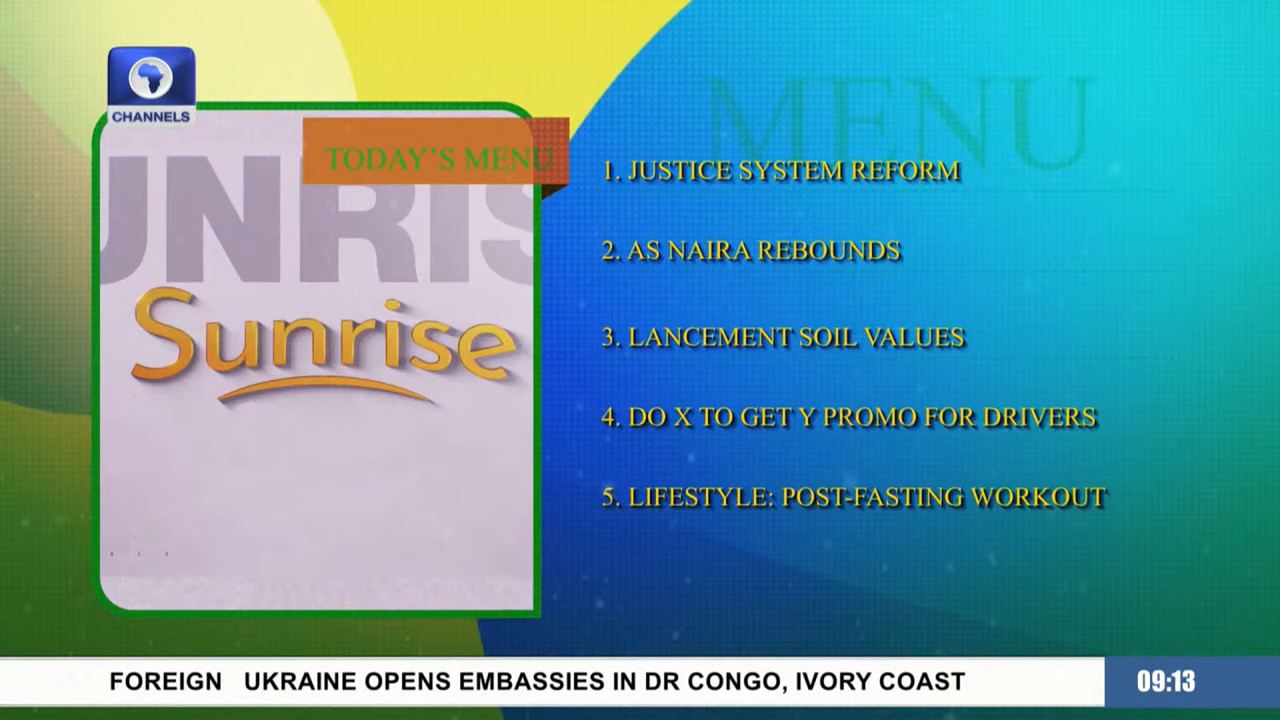 CHANNELS
UNRIS
TODAY'S MENU
Sunrise
MENU
1. JUSTICE SYSTEM REFORM
2. AS NAIRA REBOUNDS
3. LANCEMENT SOIL VALUES
4. DO X TO GET Y PROMO FOR DRIVERS
5. LIFESTYLE: POST-FASTING WORKOUT
FOREIGN UKRAINE OPENS EMBASSIES IN DR CONGO, IVORY COAST
09:13